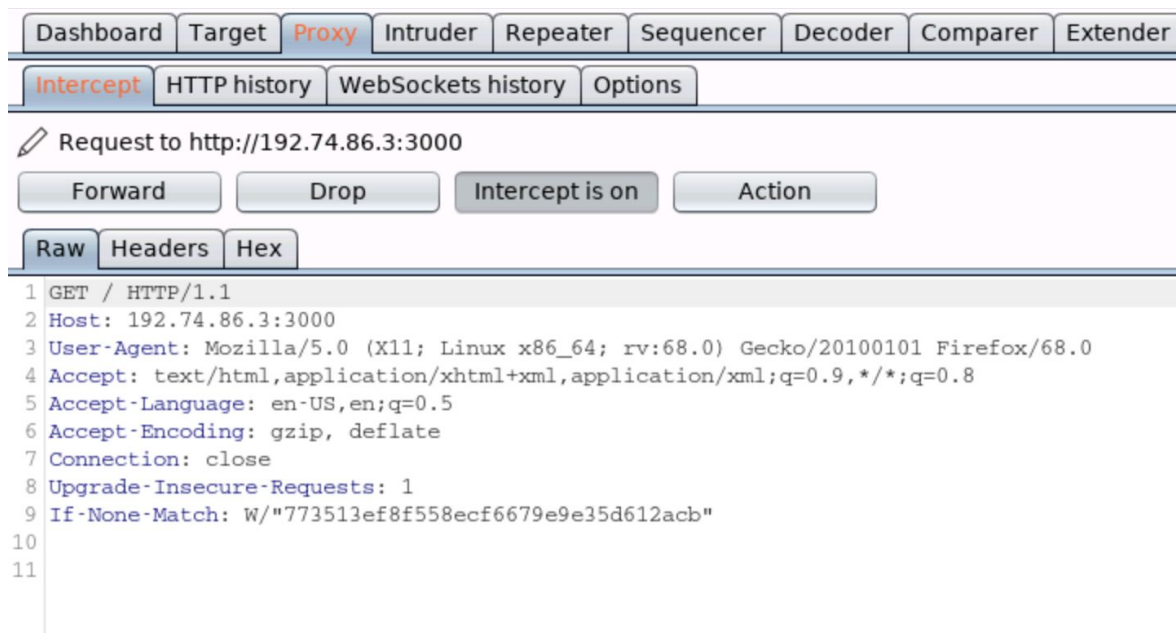 Dashboard Target Proxy Intruder Repeater Sequencer Decoder Comparer Extender
Intercept HTTP history WebSockets history Options
Request to http://192.74.86.3:3000
Forward Drop Intercept is on Action
Raw Headers Hex
1 GET / HTTP/1.1
2 Host: 192.74.86.3:3000
3 User-Agent: Mozilla/5.0 (X11; Linux x86_64; rv:68.0) Gecko/20100101 Firefox/68.0
4 Accept: text/html,application/xhtml+xml,application/xml;q=0.9,*/*;q=0.8
5 Accept-Language: en-US,en;q=0.5
6 Accept-Encoding: gzip, deflate
7 Connection: close
8 Upgrade-Insecure-Requests: 1
9 If-None-Match: W/"773513ef8f558ecf6679e9e35d612acb"
10
11